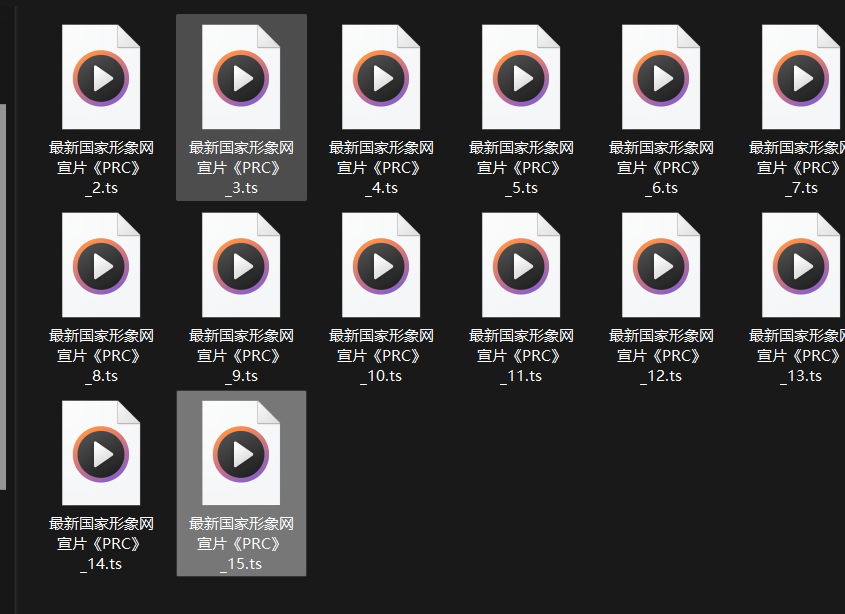 最新国家形象网
宣片《PRC》
_2.ts
最新国家形象网
宣片《PRC》
_3.ts
最新国家形象网
宣片《PRC》
_4.ts
最新国家形象网
宣片《PRC》
_5.ts
最新国家形象网
宣片《PRC》
_6.ts
最新国家形象网
宣片《PRC》
_7.ts
最新国家形象网
宣片《PRC》
_8.ts
最新国家形象网
宣片《PRC》
_9.ts
最新国家形象网
宣片《PRC》
_10.ts
最新国家形象网
宣片《PRC》
_11.ts
最新国家形象网
宣片《PRC》
_12.ts
最新国家形象网
宣片《PRC》
_13.ts
最新国家形象网
宣片《PRC》
_14.ts
最新国家形象网
宣片《PRC》
_15.ts